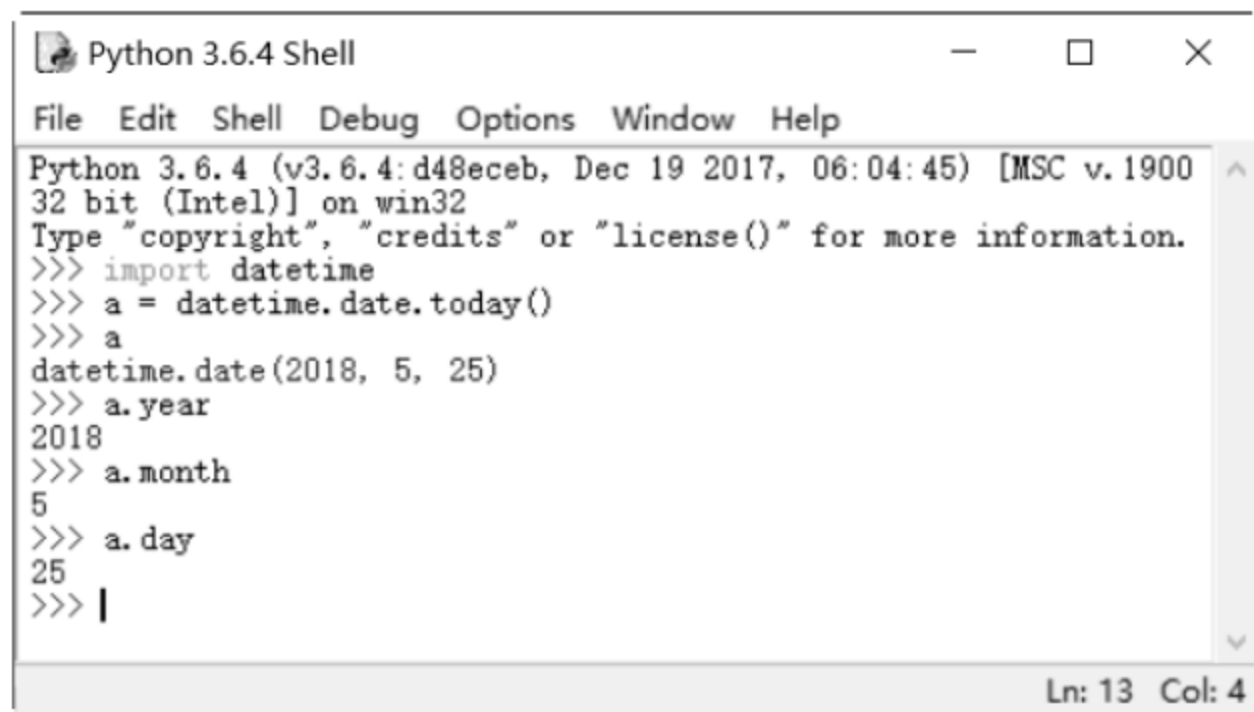 Python 3.6.4 Shell
File Edit Shell Debug Options Window Help
Python 3.6.4 (v3.6.4:d48eceb, Dec 19 2017, 06:04:45) [MSC v.1900
32 bit (Intel)] on win32
Type "copyright", "credits" or "license()" for more information.
>>> import datetime
>>> a = datetime.date.today()
>>> a
datetime.date(2018, 5, 25)
>>> a.year
2018
>>> a.month
5
>>> a.day
25
>>>
Ln: 13 Col: 4